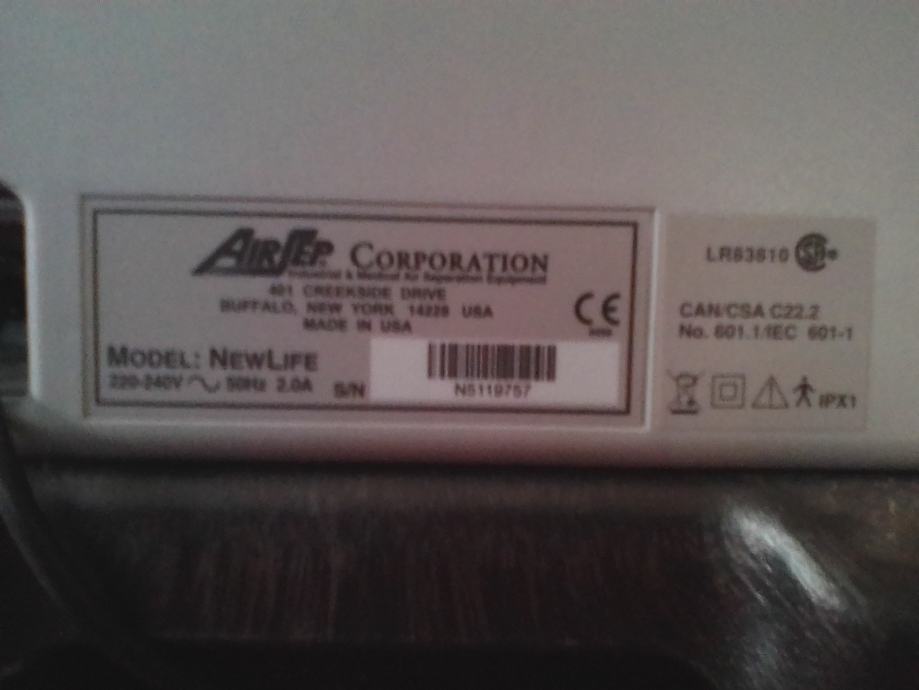 AIRSEP CORPORATION
Industrial & Medical Air Separation Equipment
401 CREEKSIDE DRIVE
BUFFALO, NEW YORK 14228 USA
MADE IN USA
CE
MODEL: NEWLIFE
220-240V 50Hz 2.0A S/N
N5119757
LR63610
CAN/CSA C22.2
No. 601.1/IEC 601-1
IPX1